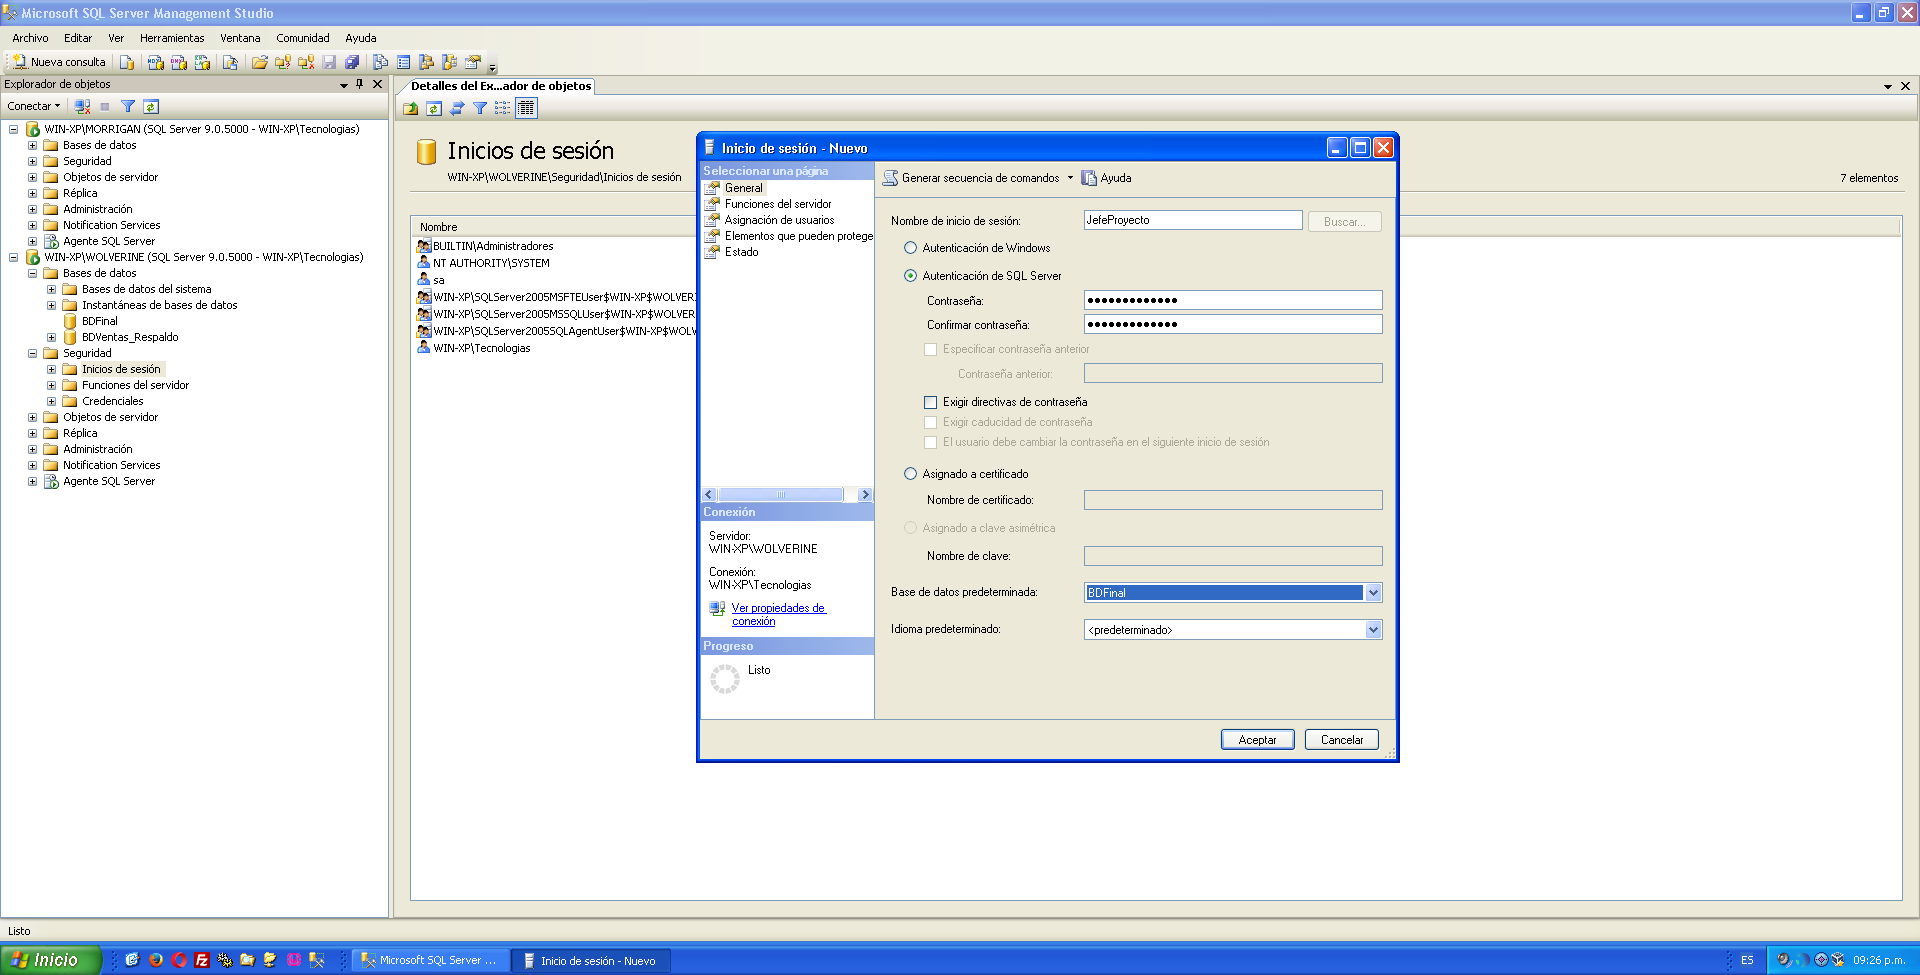 Microsoft SQL Server Management Studio
Archivo Editar Ver Herramientas Ventana Comunidad Ayuda
Nueva consulta
Explorador de objetos
Conectar
WIN-XP\MORRIGAN (SQL Server 9.0.5000 - WIN-XP\Tecnologias)
Bases de datos
Seguridad
Objetos de servidor
Réplica
Administración
Notification Services
Agente SQL Server
WIN-XP\WOLVERINE (SQL Server 9.0.5000 - WIN-XP\Tecnologias)
Bases de datos
Bases de datos del sistema
Instantáneas de bases de datos
BDFinal
BDVentas_Respaldo
Seguridad
Inicios de sesión
Funciones del servidor
Credenciales
Objetos de servidor
Réplica
Administración
Notification Services
Agente SQL Server
Detalles del Ex...ador de objetos
Inicios de sesión
WIN-XP\WOLVERINE\Seguridad\Inicios de sesión
7 elementos
Nombre
BUILTIN\Administradores
NT AUTHORITY\SYSTEM
sa
WIN-XP\SQLServer2005MSFTEUser$WIN-XP$WOLVERI
WIN-XP\SQLServer2005MSSQLUser$WIN-XP$WOLVER
WIN-XP\SQLServer2005SQLAgentUser$WIN-XP$WOLV
WIN-XP\Tecnologias
Inicio de sesión - Nuevo
Seleccionar una página
General
Funciones del servidor
Asignación de usuarios
Elementos que pueden protege
Estado
Conexión
Servidor:
WIN-XP\WOLVERINE
Conexión:
WIN-XP\Tecnologias
Ver propiedades de
conexión
Progreso
Listo
Generar secuencia de comandos Ayuda
Nombre de inicio de sesión: JefeProyecto Buscar...
Autenticación de Windows
Autenticación de SQL Server
Contraseña: ●●●●●●●●●●●●●
Confirmar contraseña: ●●●●●●●●●●●●●
Especificar contraseña anterior
Contraseña anterior:
Exigir directivas de contraseña
Exigir caducidad de contraseña
El usuario debe cambiar la contraseña en el siguiente inicio de sesión
Asignado a certificado
Nombre de certificado:
Asignado a clave asimétrica
Nombre de clave:
Base de datos predeterminada: BDFinal
Idioma predeterminado: <predeterminado>
Aceptar Cancelar
Listo
Inicio Microsoft SQL Server ... Inicio de sesión - Nuevo ES 09:26 p.m.